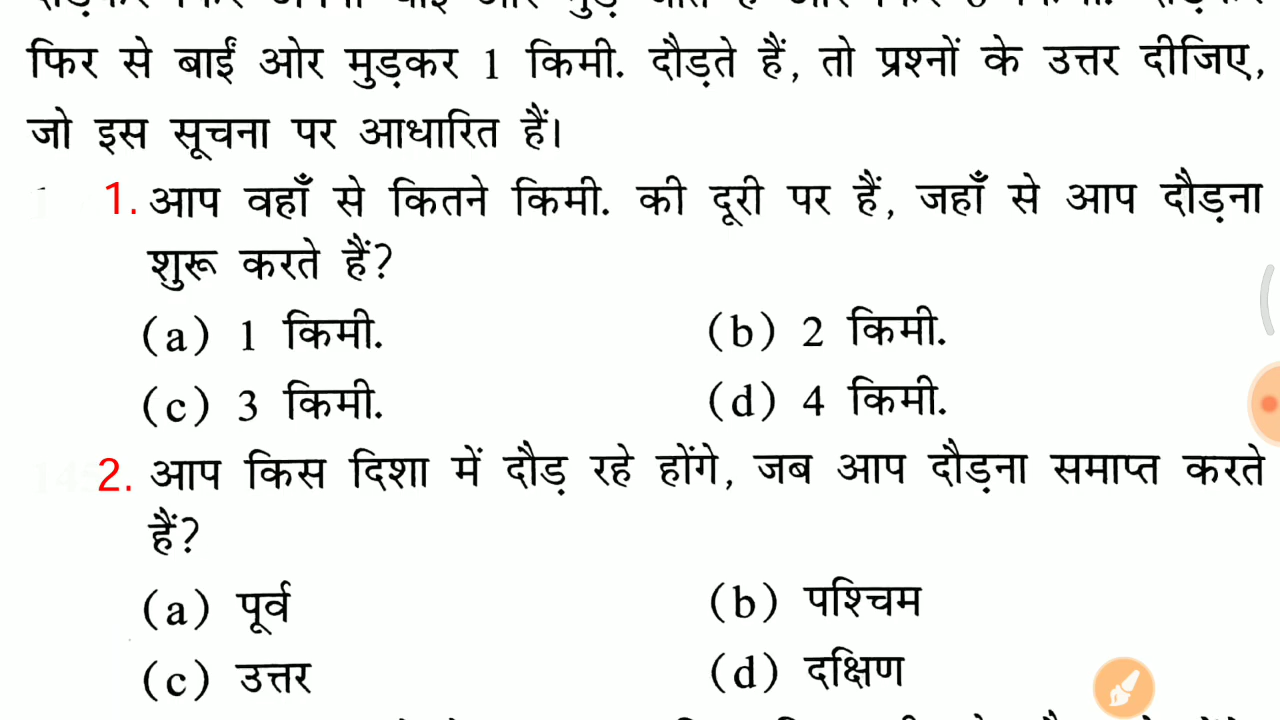 फिर से बाईं ओर मुड़कर 1 किमी. दौड़ते हैं, तो प्रश्नों के उत्तर दीजिए,
जो इस सूचना पर आधारित हैं।
1. आप वहाँ से कितने किमी. की दूरी पर हैं, जहाँ से आप दौड़ना
शुरू करते हैं?
(a) 1 किमी. (b) 2 किमी.
(c) 3 किमी. (d) 4 किमी.
2. आप किस दिशा में दौड़ रहे होंगे, जब आप दौड़ना समाप्त करते
हैं?
(a) पूर्व (b) पश्चिम
(c) उत्तर (d) दक्षिण